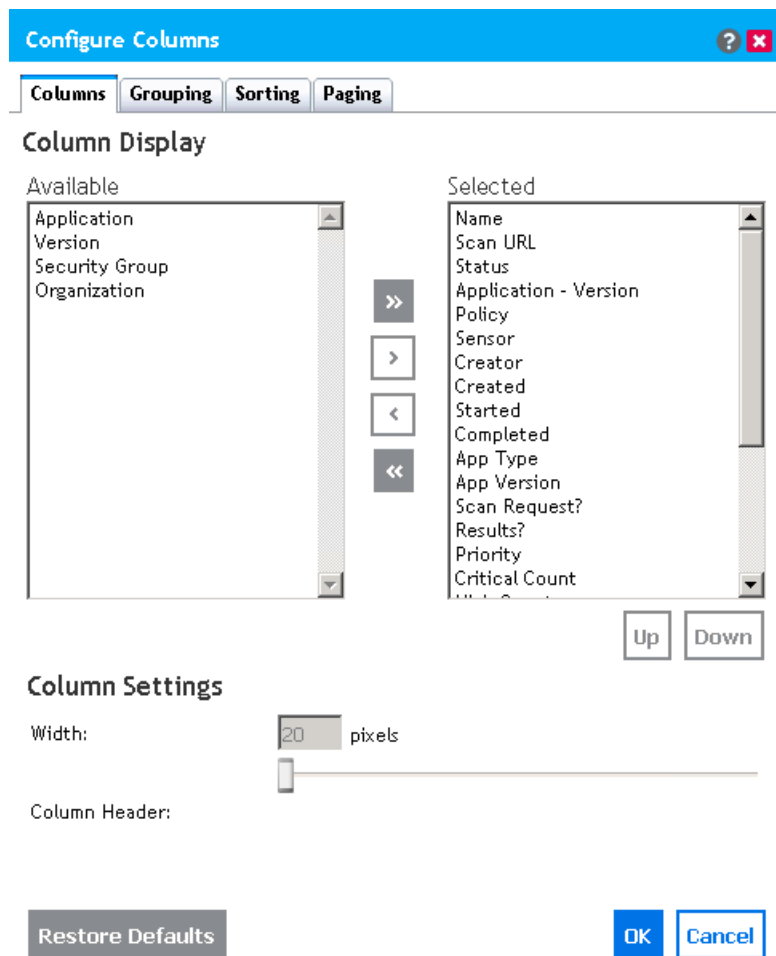 Configure Columns
?
Columns Grouping Sorting Paging
Column Display
Available
Application
Version
Security Group
Organization
Selected
Name
Scan URL
Status
Application - Version
Policy
Sensor
Creator
Created
Started
Completed
App Type
App Version
Scan Request?
Results?
Priority
Critical Count
Up Down
Column Settings
Width: 20 pixels
Column Header:
Restore Defaults OK Cancel